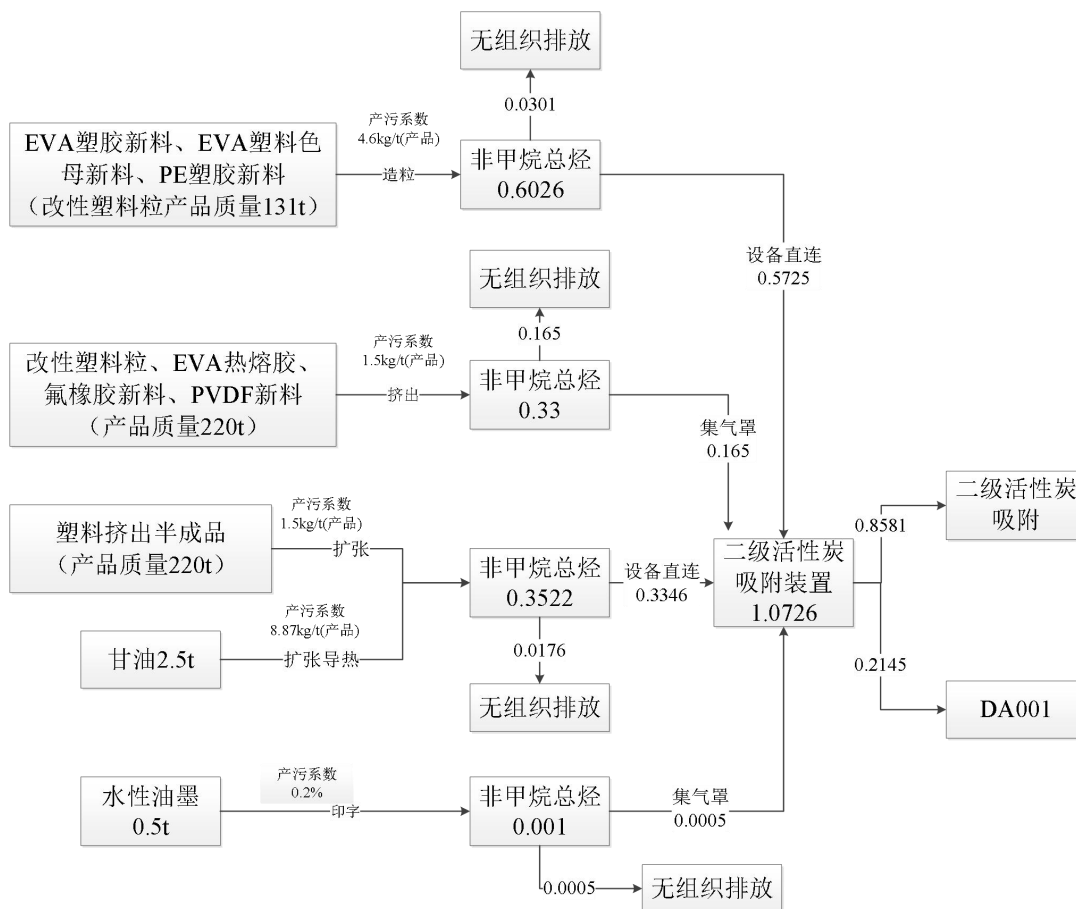 无组织排放
0.0301
产污系数
4.6kg/t(产品)
造粒
EVA塑胶新料、EVA塑料色
母新料、PE塑胶新料
（改性塑料粒产品质量131t）
非甲烷总烃
0.6026
设备直连
0.5725
无组织排放
0.165
产污系数
1.5kg/t(产品)
挤出
改性塑料粒、EVA热熔胶、
氟橡胶新料、PVDF新料
（产品质量220t）
非甲烷总烃
0.33
集气罩
0.165
塑料挤出半成品
（产品质量220t）
产污系数
1.5kg/t(产品)
扩张
非甲烷总烃
0.3522
设备直连
0.3346
二级活性炭
吸附装置
1.0726
0.8581
二级活性炭
吸附
甘油2.5t
产污系数
8.87kg/t(产品)
扩张导热
0.0176
无组织排放
0.2145
DA001
水性油墨
0.5t
产污系数
0.2%
印字
非甲烷总烃
0.001
集气罩
0.0005
0.0005
无组织排放